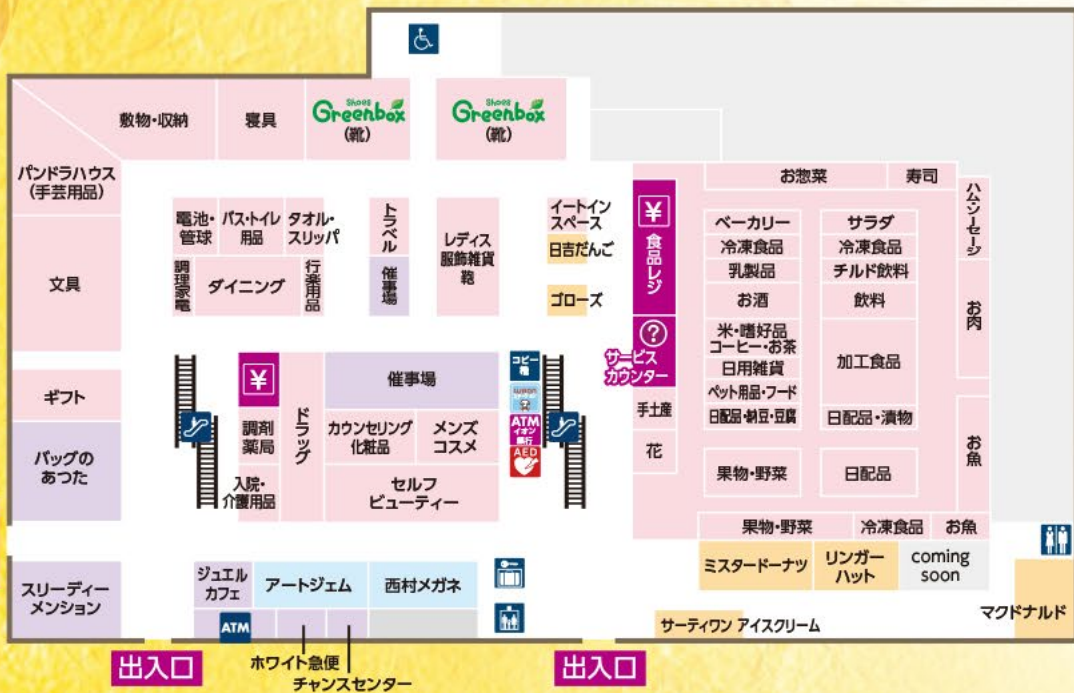 敷物・収納
寝具
Shoes
Greenbox
(靴)
Shoes
Greenbox
(靴)
パンドラハウス
(手芸用品)
文具
ギフト
バッグの
あつた
スリーディー
メンション
電池・
管球
バス・トイレ
用品
タオル・
スリッパ
調理家電
ダイニング
行楽用品
トラベル
催事場
レディス
服飾雑貨
鞄
イートイン
スペース
日吉だんご
ゴローズ
¥
食品レジ
?
サービス
カウンター
手土産
花
お惣菜
寿司
ハム・ソーセージ
お肉
お魚
ベーカリー
冷凍食品
乳製品
お酒
米・嗜好品
コーヒー・お茶
日用雑貨
ペット用品・フード
日配品・納豆・豆腐
果物・野菜
サラダ
冷凍食品
チルド飲料
飲料
加工食品
日配品・漬物
日配品
果物・野菜
冷凍食品
お魚
¥
調剤
薬局
入院・
介護用品
ドラッグ
催事場
カウンセリング
化粧品
メンズ
コスメ
セルフ
ビューティー
コピー
機
ATM
イオン
銀行
AED
ジュエル
カフェ
アートジェム
西村メガネ
ATM
ホワイト急便
チャンスセンター
ミスタードーナツ
リンガー
ハット
coming
soon
マクドナルド
サーティワン アイスクリーム
出入口
出入口